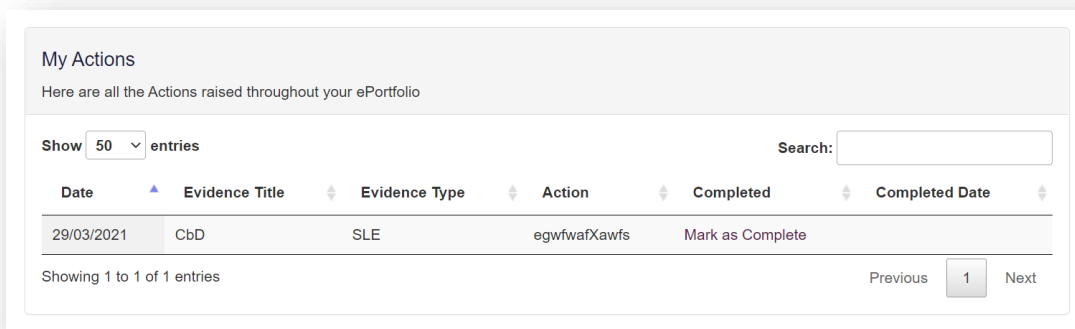 My Actions
Here are all the Actions raised throughout your ePortfolio
Show 50 entries Search:
Date Evidence Title Evidence Type Action Completed Completed Date
29/03/2021 CbD SLE egwfwafXawfs Mark as Complete
Showing 1 to 1 of 1 entries Previous 1 Next